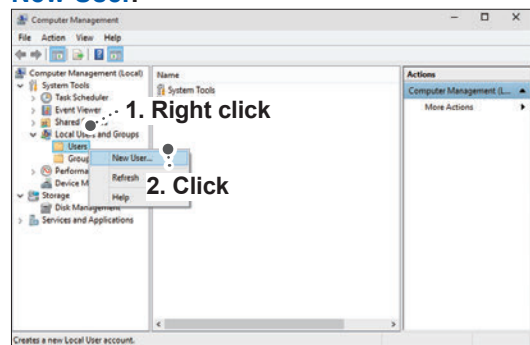 New User.
Computer Management
File Action View Help
Computer Management (Local)
System Tools
Task Scheduler
Event Viewer
Shared
Local Users and Groups
Users
Group
Performa
Device M
Storage
Disk Management
Services and Applications
Name
System Tools
1. Right click
New User...
Refresh
Help
2. Click
Actions
Computer Management (L...
More Actions
Creates a new Local User account.